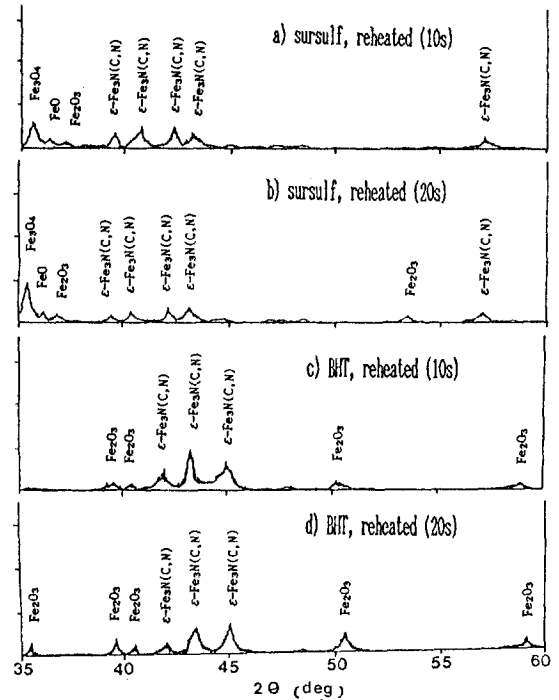 a) sursulf, reheated (10s)
Fe₃O₄
FeO
Fe₂O₃
ε-Fe₃N(C,N)
ε-Fe₃N(C,N)
ε-Fe₃N(C,N)
ε-Fe₃N(C,N)
ε-Fe₃N(C,N)
b) sursulf, reheated (20s)
Fe₃O₄
FeO
Fe₂O₃
ε-Fe₃N(C,N)
ε-Fe₃N(C,N)
ε-Fe₃N(C,N)
ε-Fe₃N(C,N)
Fe₂O₃
ε-Fe₃N(C,N)
c) BHT, reheated (10s)
Fe₂O₃
Fe₂O₃
ε-Fe₃N(C,N)
ε-Fe₃N(C,N)
ε-Fe₃N(C,N)
Fe₂O₃
Fe₂O₃
d) BHT, reheated (20s)
Fe₂O₃
Fe₂O₃
Fe₂O₃
ε-Fe₃N(C,N)
ε-Fe₃N(C,N)
ε-Fe₃N(C,N)
Fe₂O₃
Fe₂O₃
35 40 45 50 55 60
2θ (deg)